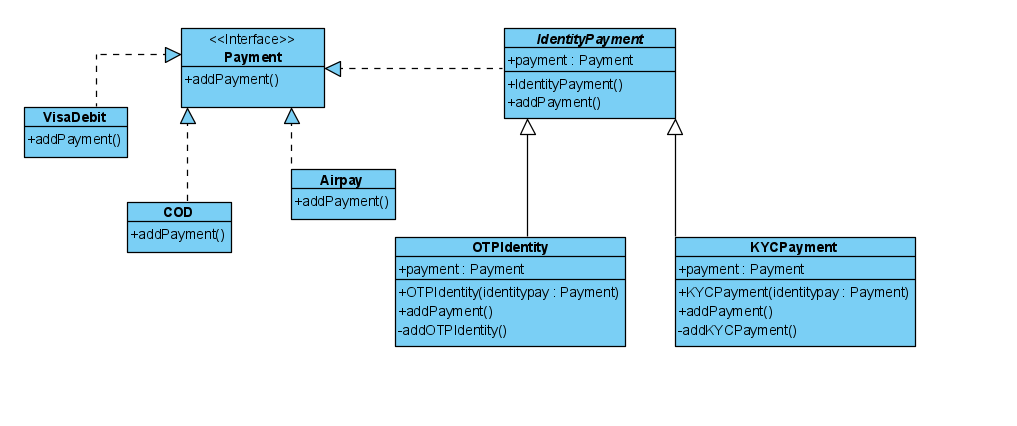 <<Interface>>
Payment
+addPayment()
IdentityPayment
+payment : Payment
+IdentityPayment()
+addPayment()
VisaDebit
+addPayment()
Airpay
+addPayment()
COD
+addPayment()
OTPIdentity
+payment : Payment
+OTPIdentity(identitypay : Payment)
+addPayment()
-addOTPIdentity()
KYCPayment
+payment : Payment
+KYCPayment(identitypay : Payment)
+addPayment()
-addKYCPayment()